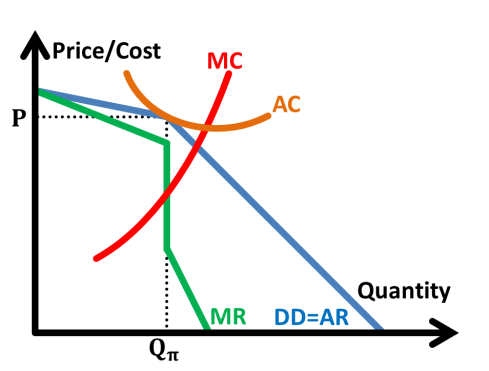 Price/Cost
MC
AC
P
Quantity
MR
DD=AR
Qπ